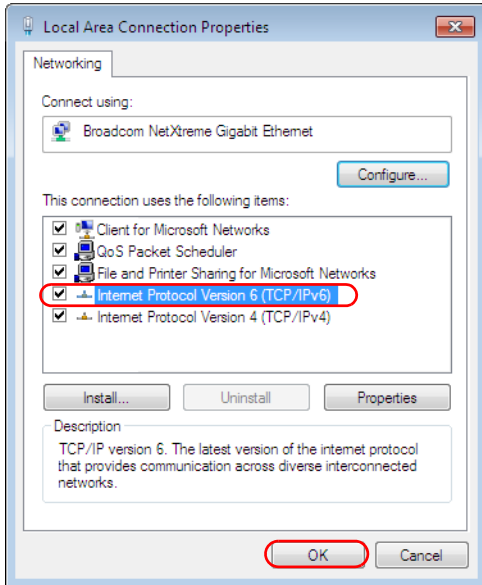 Local Area Connection Properties
Networking
Connect using:
Broadcom NetXtreme Gigabit Ethernet
Configure...
This connection uses the following items:
Client for Microsoft Networks
QoS Packet Scheduler
File and Printer Sharing for Microsoft Networks
Internet Protocol Version 6 (TCP/IPv6)
Internet Protocol Version 4 (TCP/IPv4)
Install... Uninstall Properties
Description
TCP/IP version 6. The latest version of the internet protocol
that provides communication across diverse interconnected
networks.
OK Cancel